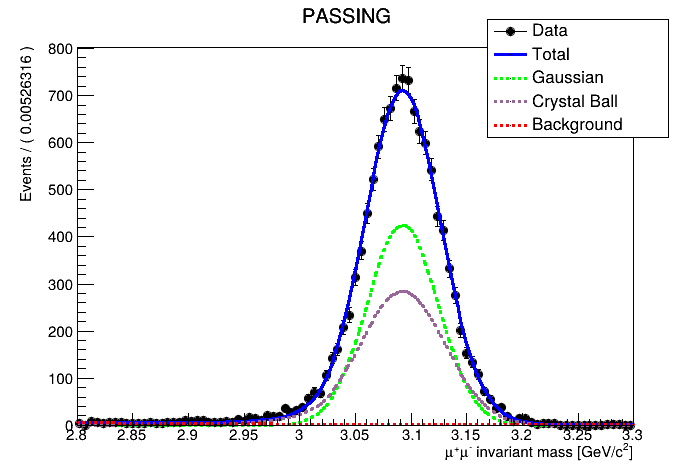 PASSING
Data
Total
Gaussian
Crystal Ball
Background
Events / ( 0.00526316 )
800
700
600
500
400
300
200
100
0
2.8 2.85 2.9 2.95 3 3.05 3.1 3.15 3.2 3.25 3.3
μ⁺μ⁻ invariant mass [GeV/c²]